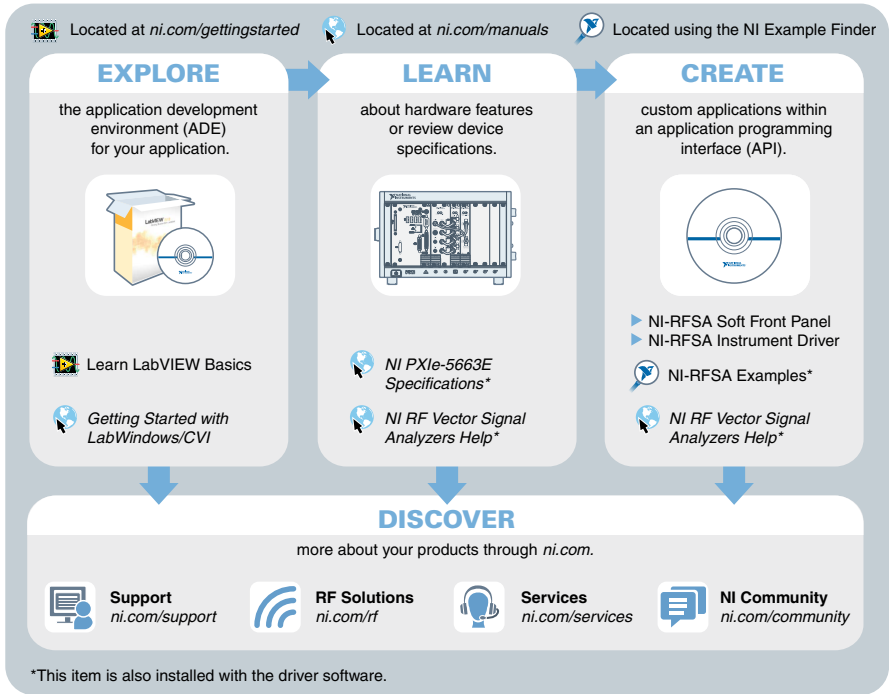 Located at ni.com/gettingstarted
Located at ni.com/manuals
Located using the NI Example Finder
EXPLORE
the application development
environment (ADE)
for your application.
LabVIEW
Learn LabVIEW Basics
Getting Started with
LabWindows/CVI
LEARN
about hardware features
or review device
specifications.
NI PXIe-5663E
Specifications*
NI RF Vector Signal
Analyzers Help*
CREATE
custom applications within
an application programming
interface (API).
NI-RFSA Soft Front Panel
NI-RFSA Instrument Driver
NI-RFSA Examples*
NI RF Vector Signal
Analyzers Help*
DISCOVER
more about your products through ni.com.
Support
ni.com/support
RF Solutions
ni.com/rf
Services
ni.com/services
NI Community
ni.com/community
*This item is also installed with the driver software.